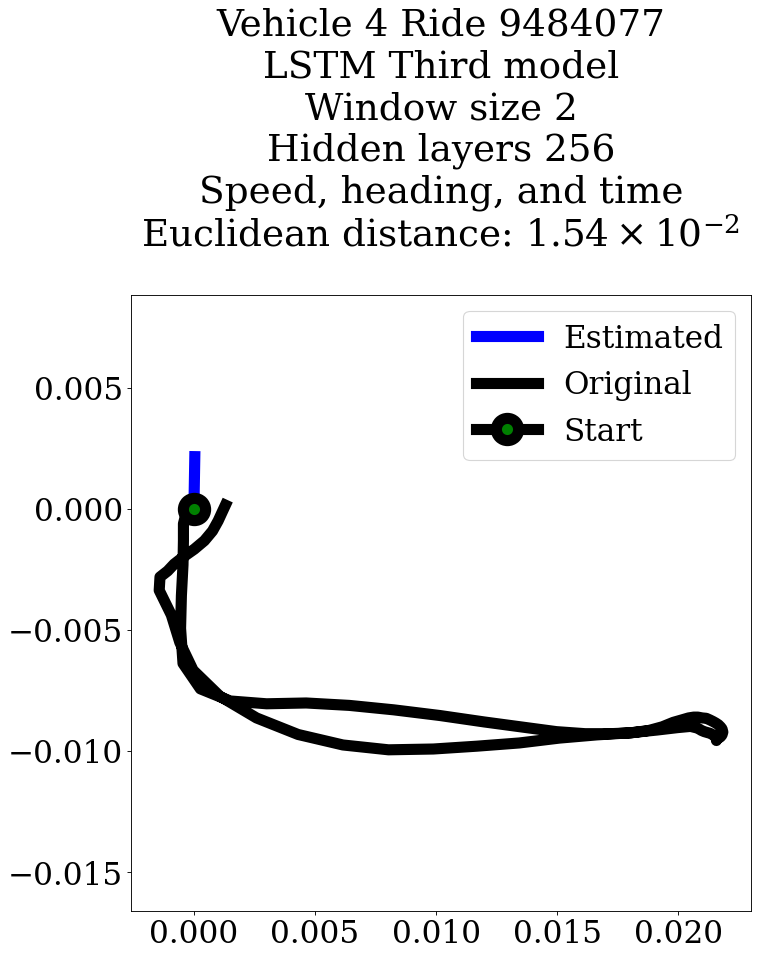 Vehicle 4 Ride 9484077
LSTM Third model
Window size 2
Hidden layers 256
Speed, heading, and time
Euclidean distance: 1.54 × 10⁻²
Estimated
Original
Start
0.005
0.000
−0.005
−0.010
−0.015
0.000 0.005 0.010 0.015 0.020